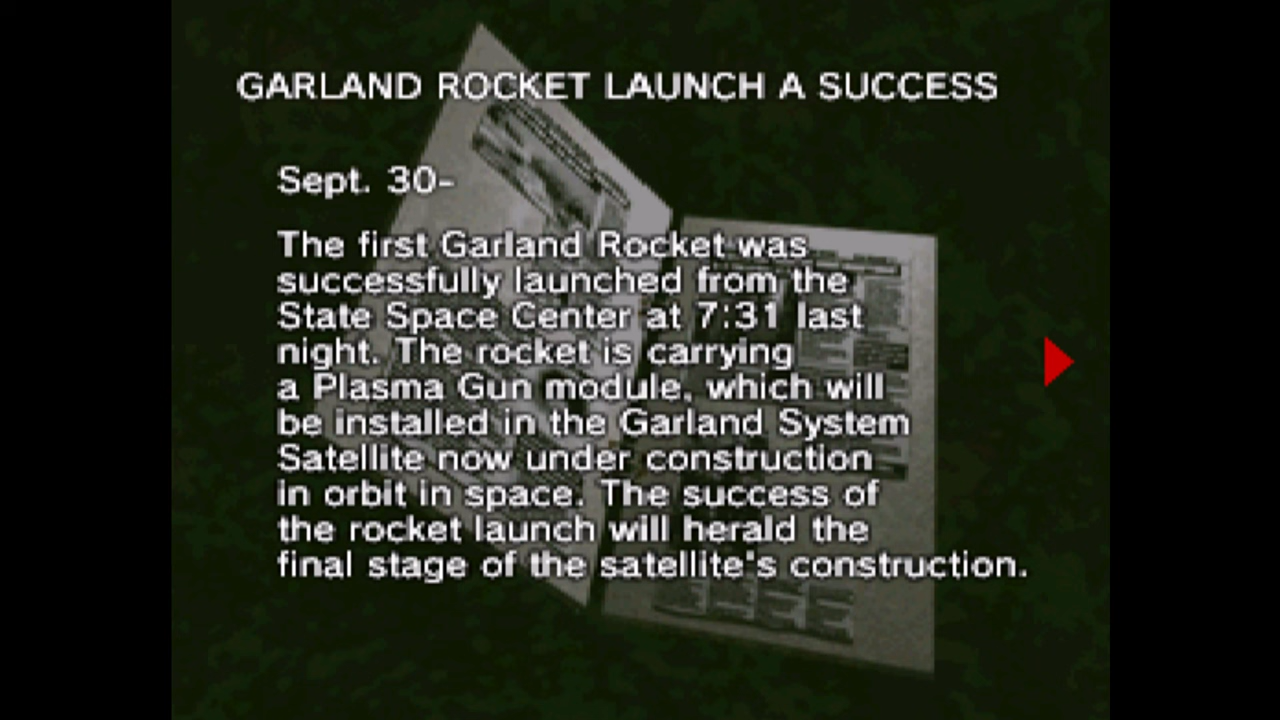 GARLAND ROCKET LAUNCH A SUCCESS
Sept. 30-
The first Garland Rocket was
successfully launched from the
State Space Center at 7:31 last
night. The rocket is carrying
a Plasma Gun module, which will
be installed in the Garland System
Satellite now under construction
in orbit in space. The success of
the rocket launch will herald the
final stage of the satellite's construction.